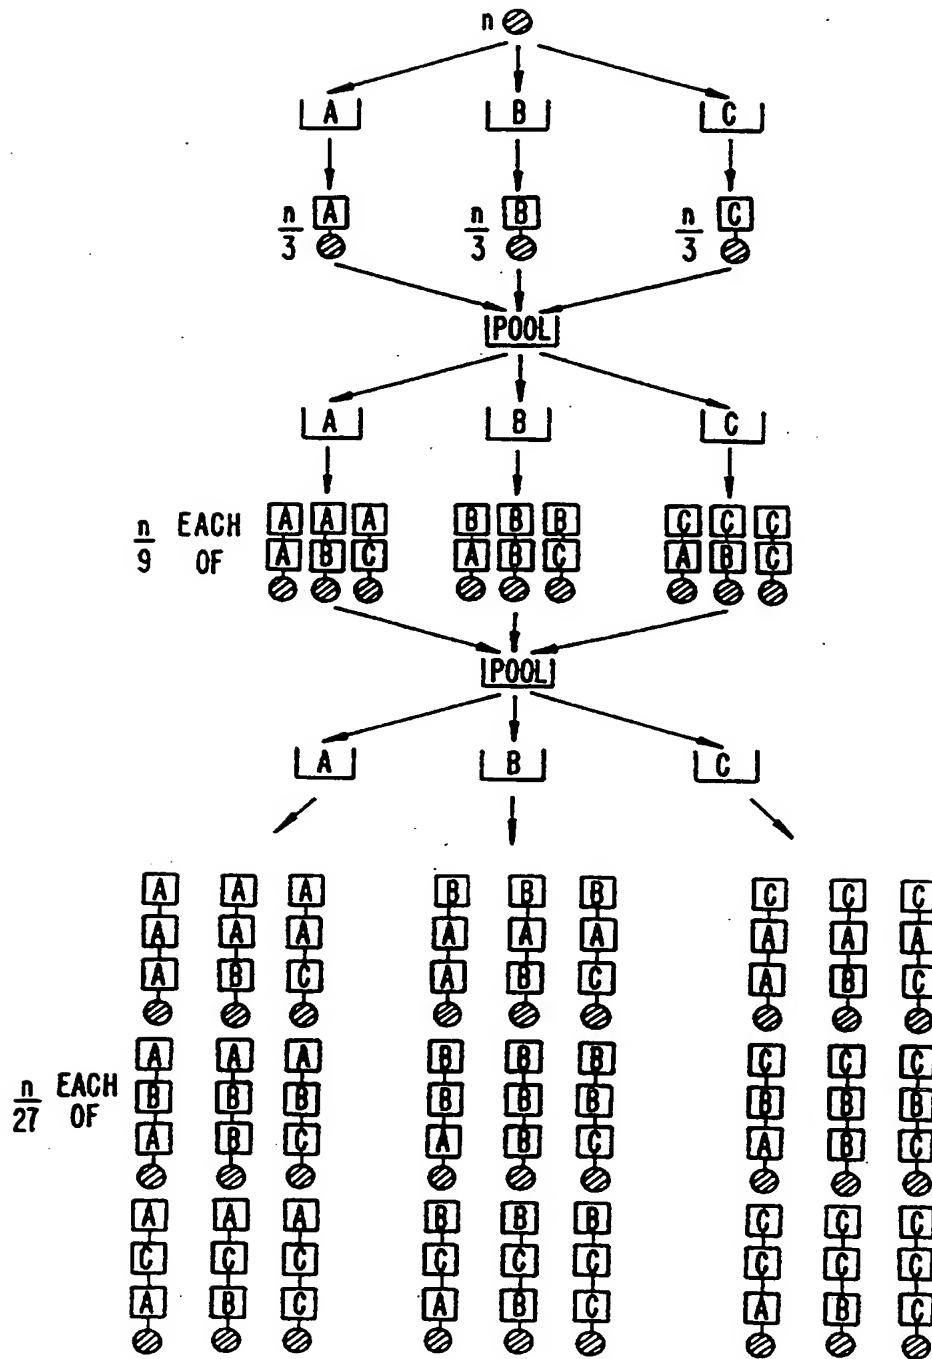 n
A B C
n/3 A n/3 B n/3 C
POOL
A B C
n/9 EACH OF
A A A B B B C C C
A B C A B C A B C
POOL
A B C
A A A B B B C C C
A A A A A A A A A
A B C A B C A B C
n/27 EACH OF
A A A B B B C C C
B B B B B B B B B
A B C A B C A B C
A A A B B B C C C
C C C C C C C C C
A B C A B C A B C